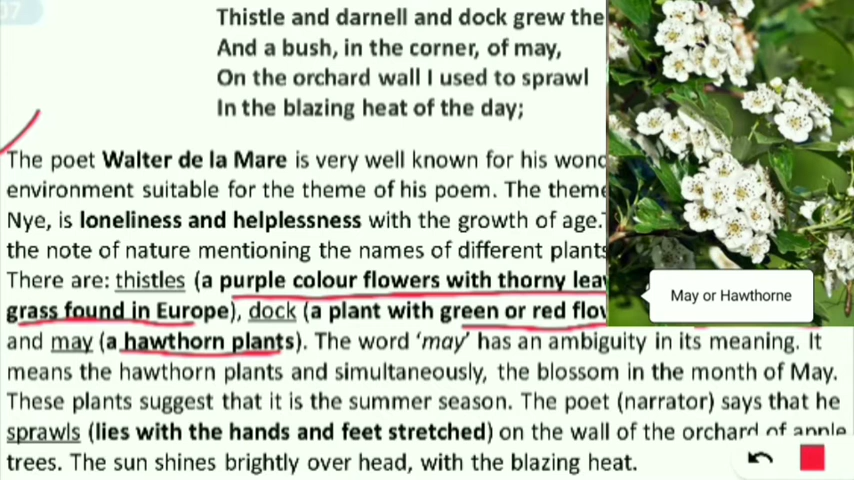 07
Thistle and darnell and dock grew the
And a bush, in the corner, of may,
On the orchard wall I used to sprawl
In the blazing heat of the day;
The poet Walter de la Mare is very well known for his
environment suitable for the theme of his poem. The theme
Nye, is loneliness and helplessness with the growth of age.
the note of nature mentioning the names of different plants
There are: thistles (a purple colour flowers with thorny
grass found in Europe), dock (a plant with green or red
May or Hawthorne
and may (a hawthorn plants). The word ‘may’ has an ambiguity in its meaning. It
means the hawthorn plants and simultaneously, the blossom in the month of May.
These plants suggest that it is the summer season. The poet (narrator) says that he
sprawls (lies with the hands and feet stretched) on the wall of the orchard of apple
trees. The sun shines brightly over head, with the blazing heat.